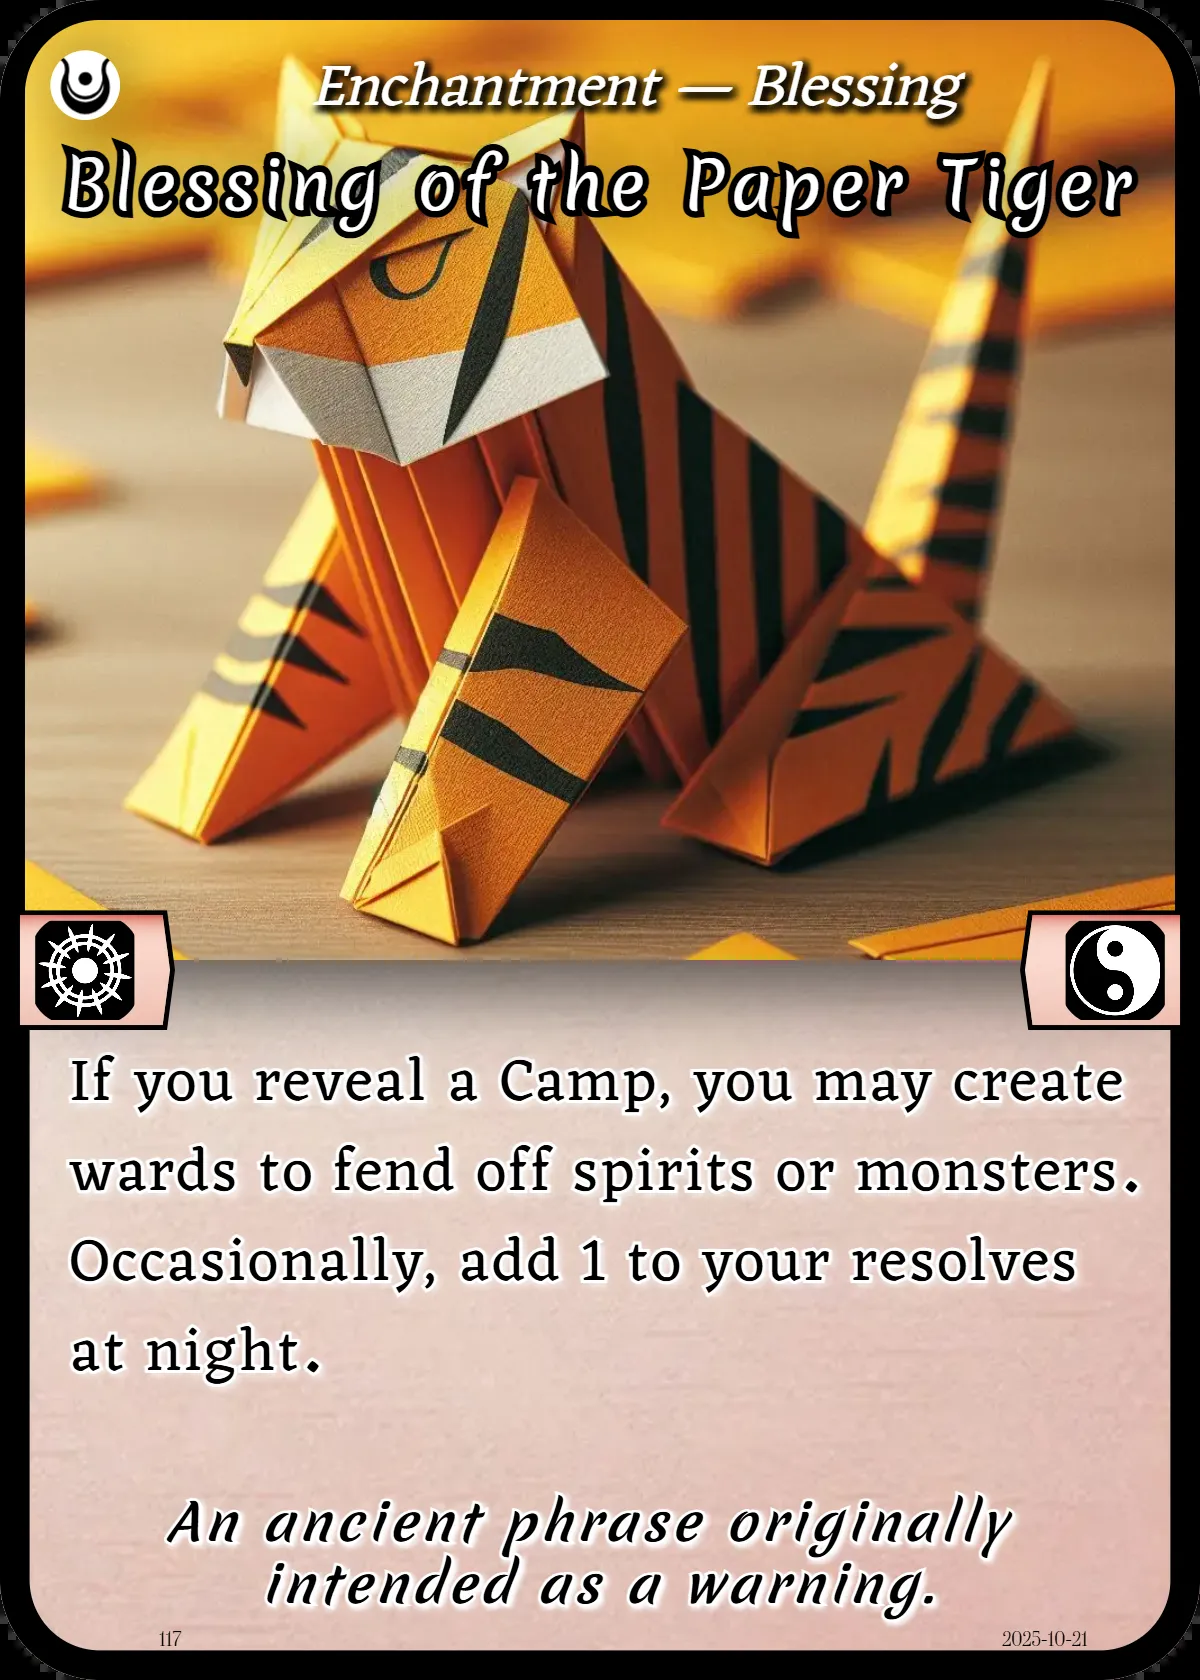 Enchantment — Blessing
Blessing of the Paper Tiger
If you reveal a Camp, you may create
wards to fend off spirits or monsters.
Occasionally, add 1 to your resolves
at night.
An ancient phrase originally
intended as a warning.
117
2025-10-21